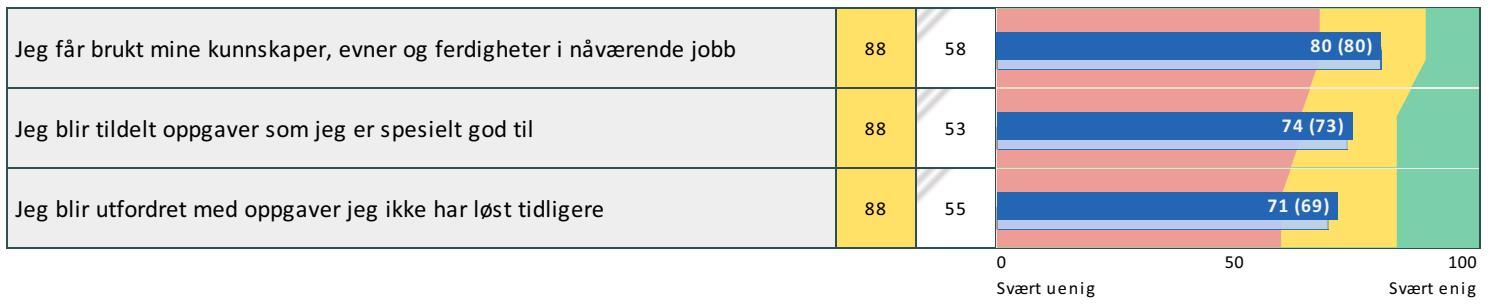 Jeg får brukt mine kunnskaper, evner og ferdigheter i nåværende jobb 88 58 80 (80)
Jeg blir tildelt oppgaver som jeg er spesielt god til 88 53 74 (73)
Jeg blir utfordret med oppgaver jeg ikke har løst tidligere 88 55 71 (69)
0 50 100
Svært uenig Svært enig